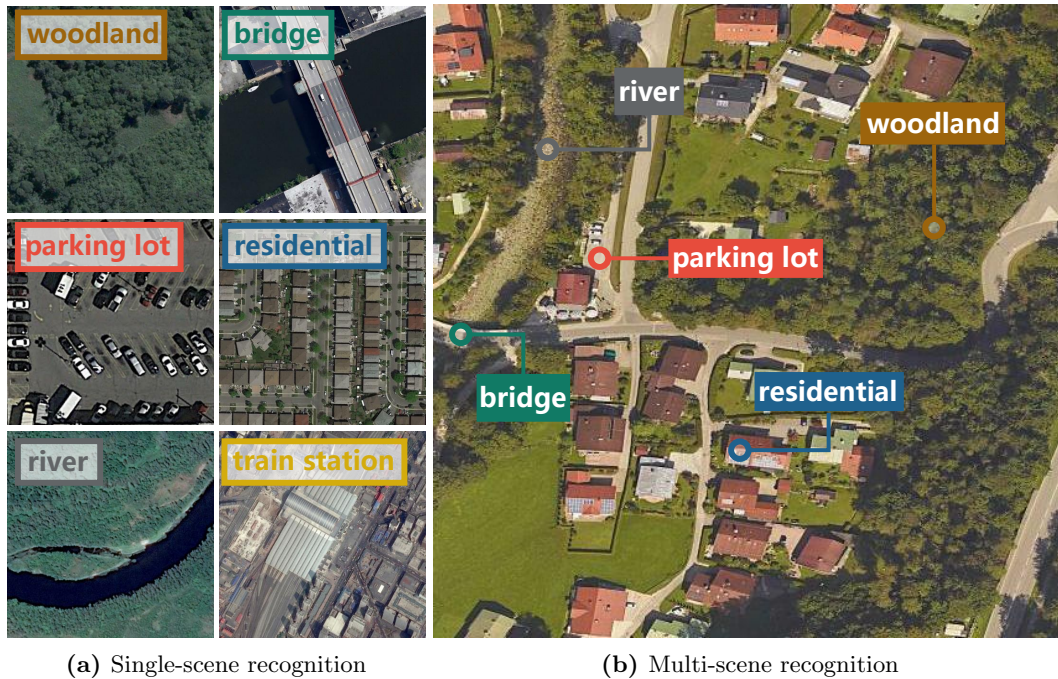 woodland
bridge
parking lot
residential
river
train station
river
woodland
parking lot
bridge
residential
(a) Single-scene recognition
(b) Multi-scene recognition